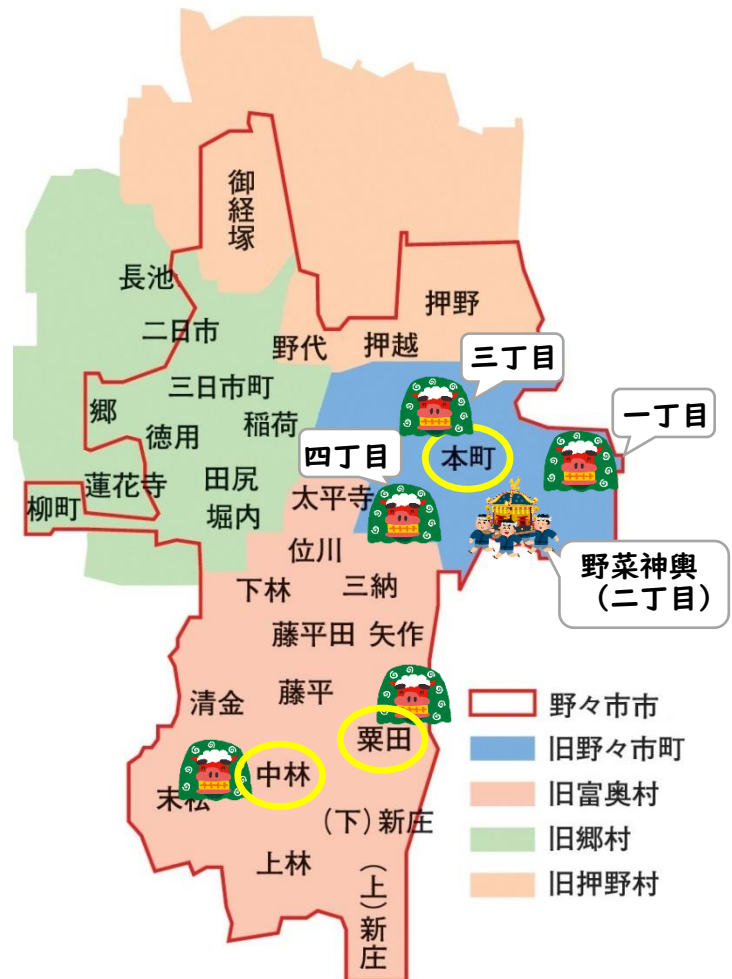 御経塚
長池
二日市
押野
野代
押越
三丁目
三日市町
郷
徳用
稲荷
一丁目
本町
四丁目
田尻
蓮花寺
柳町
堀内
太平寺
位川
野菜神輿
(二丁目)
下林
三納
藤平田
矢作
清金
藤平
粟田
中林
末松
(下)新庄
上林
(上)新庄
野々市市
旧野々市町
旧富奥村
旧郷村
旧押野村